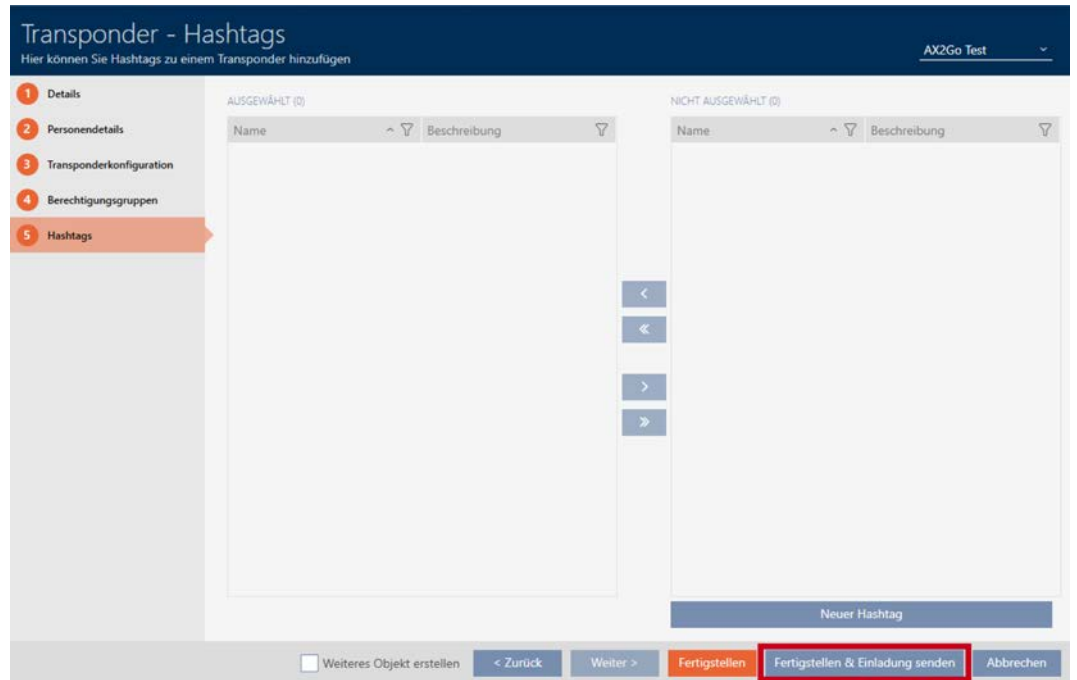 Transponder - Hashtags
Hier können Sie Hashtags zu einem Transponder hinzufügen
AX2Go Test
1 Details
2 Personendetails
3 Transponderkonfiguration
4 Berechtigungsgruppen
5 Hashtags
AUSGEWÄHLT (0)
Name Beschreibung
NICHT AUSGEWÄHLT (0)
Name Beschreibung
Neuer Hashtag
Weiteres Objekt erstellen < Zurück Weiter > Fertigstellen Fertigstellen & Einladung senden Abbrechen